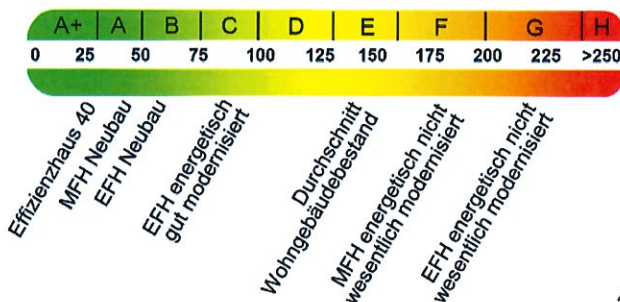 A+ A B C D E F G H
0 25 50 75 100 125 150 175 200 225 >250
Effizienzhaus 40
MFH Neubau
EFH Neubau
EFH energetisch
gut modernisiert
Durchschnitt
Wohngebäudebestand
MFH energetisch nicht
wesentlich modernisiert
EFH energetisch nicht
wesentlich modernisiert